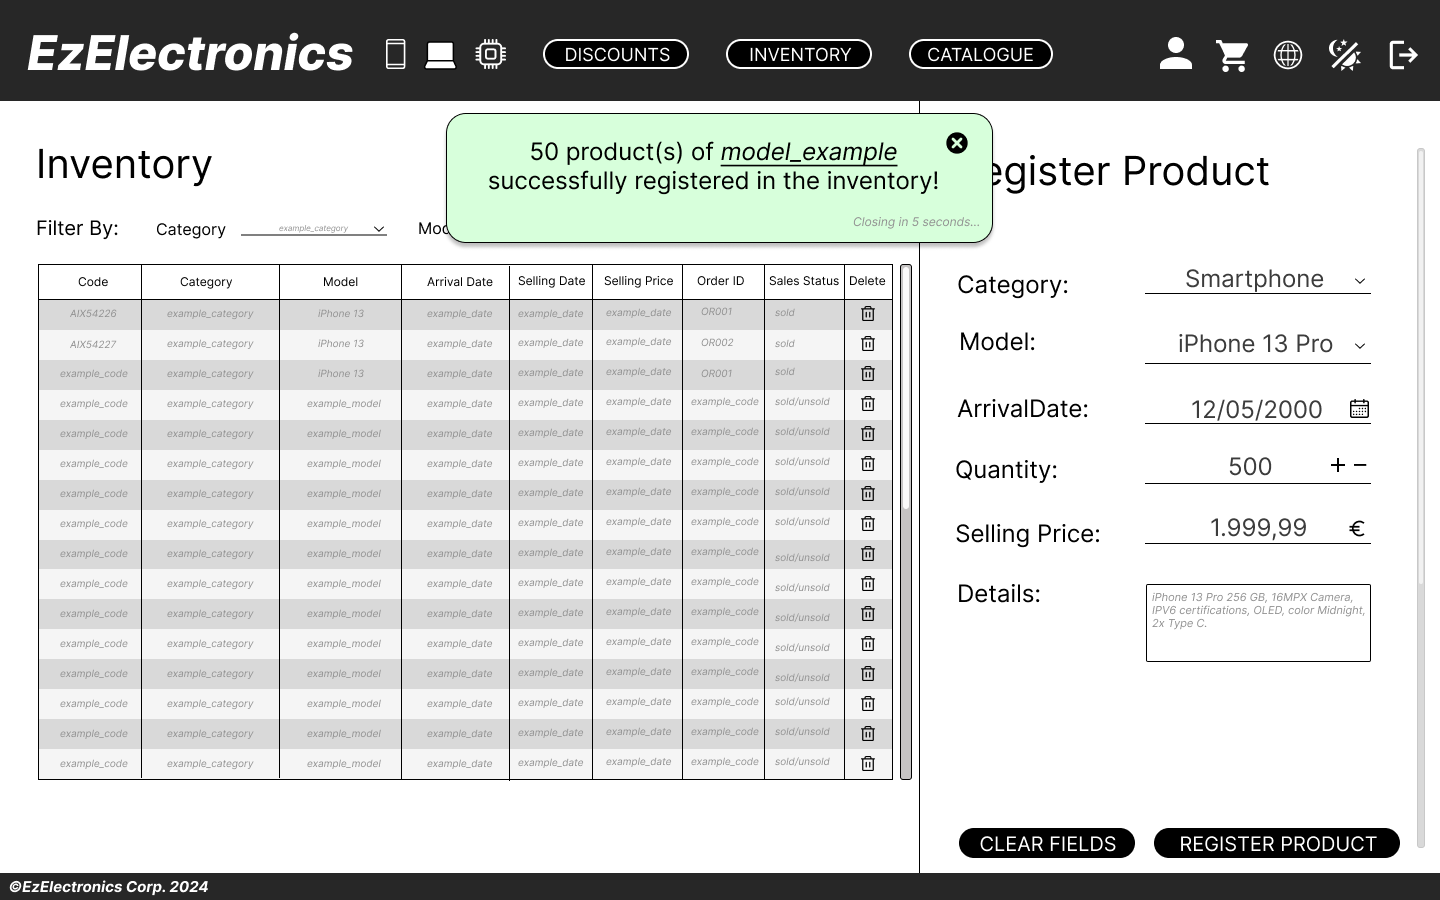 EzElectronics
DISCOUNTS
INVENTORY
CATALOGUE
50 product(s) of model_example
successfully registered in the inventory!
Closing in 5 seconds...
Inventory
Filter By: Category example_category
Code Category Model Arrival Date Selling Date Selling Price Order ID Sales Status Delete
AIX54226 example_category iPhone 13 example_date example_date example_date OR001 sold
AIX54227 example_category iPhone 13 example_date example_date example_date OR002 sold
example_code example_category iPhone 13 example_date example_date example_date OR001 sold
example_code example_category example_model example_date example_date example_date example_code sold/unsold
example_code example_category example_model example_date example_date example_date example_code sold/unsold
example_code example_category example_model example_date example_date example_date example_code sold/unsold
example_code example_category example_model example_date example_date example_date example_code sold/unsold
example_code example_category example_model example_date example_date example_date example_code sold/unsold
example_code example_category example_model example_date example_date example_date example_code sold/unsold
example_code example_category example_model example_date example_date example_date example_code sold/unsold
example_code example_category example_model example_date example_date example_date example_code sold/unsold
example_code example_category example_model example_date example_date example_date example_code sold/unsold
example_code example_category example_model example_date example_date example_date example_code sold/unsold
example_code example_category example_model example_date example_date example_date example_code sold/unsold
example_code example_category example_model example_date example_date example_date example_code sold/unsold
example_code example_category example_model example_date example_date example_date example_code sold/unsold
Product
Category: Smartphone
Model: iPhone 13 Pro
ArrivalDate: 12/05/2000
Quantity: 500 + −
Selling Price: 1.999,99 €
Details:
iPhone 13 Pro 256 GB, 16MPX Camera,
IPV6 certifications, OLED, color Midnight,
2x Type C.
CLEAR FIELDS
REGISTER PRODUCT
©EzElectronics Corp. 2024